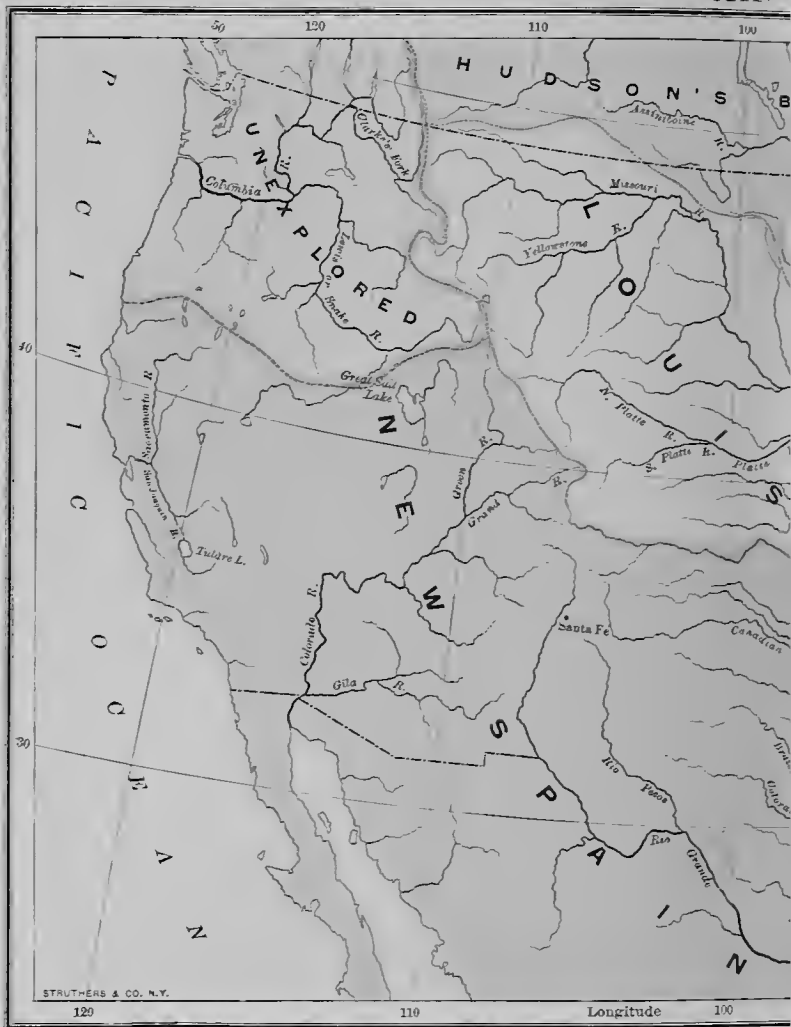 50
120
110
100
HUDSON'S B
PACIFIC OCEAN
UNEXPLORED
Assiniboine
R.
Clarke's Fork
R.
Columbia
Missouri
R.
Yellowstone R.
Lewis or
Snake R.
LOUIS
40
Great Salt
Lake
N. Platte
R.
S. Platte R.
Platte
Sacramento R.
San Joaquin R.
Tulare L.
Green
R.
Grand
R.
NEW SPAIN
Santa Fe
Canadian
Colorado R.
Gila
R.
30
Rio
Pecos
Rio
Grande
STRUTHERS & CO. N.Y.
120
110
Longitude
100